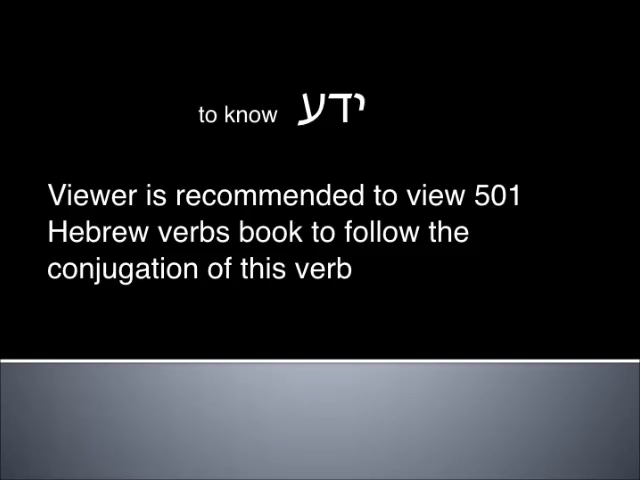 to know ידע
Viewer is recommended to view 501
Hebrew verbs book to follow the
conjugation of this verb